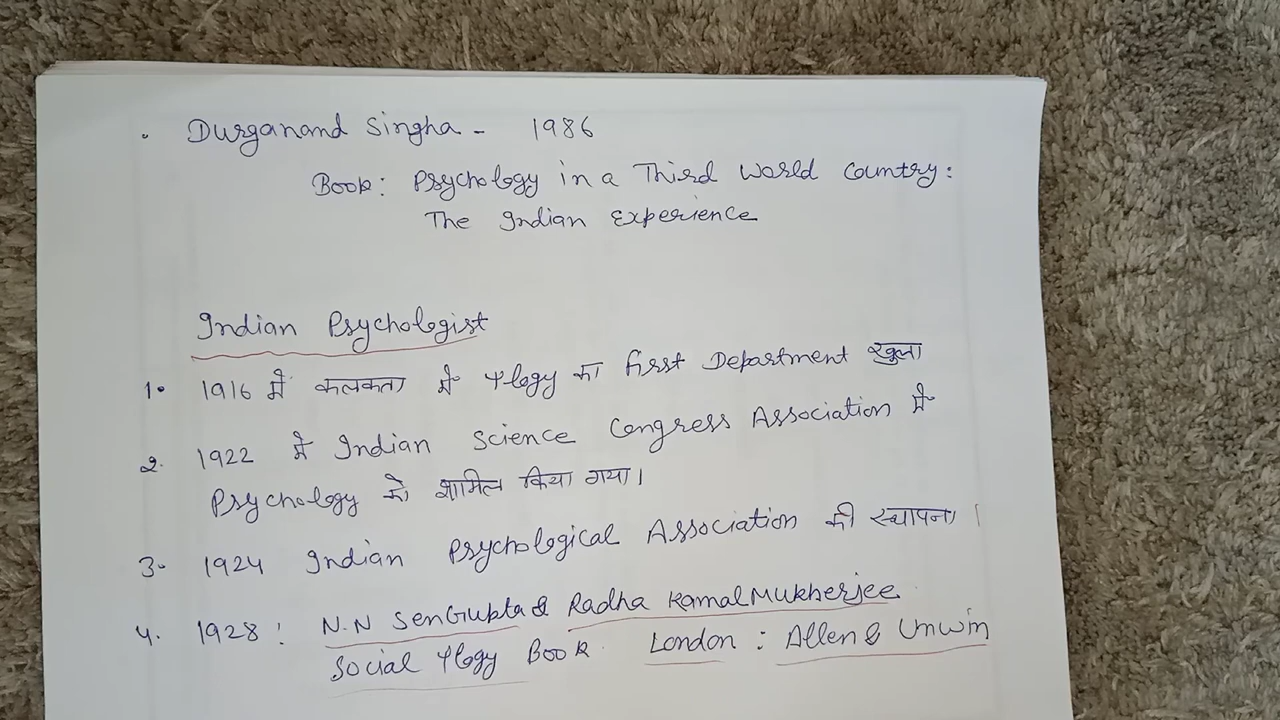 . Durganand Singha - 1986
Book: Psychology in a Third World Country:
The Indian Experience
Indian Psychologist
1. 1916 में कलकता में Ψlogy का first Department खुला
2. 1922 में Indian Science Congress Association में
Psychology को शामिल किया गया।
3. 1924 Indian Psychological Association की स्थापना।
4. 1928: N.N SenGupta & Radha Kamal Mukherjee
Social Ψlogy Book. London: Allen & Unwin